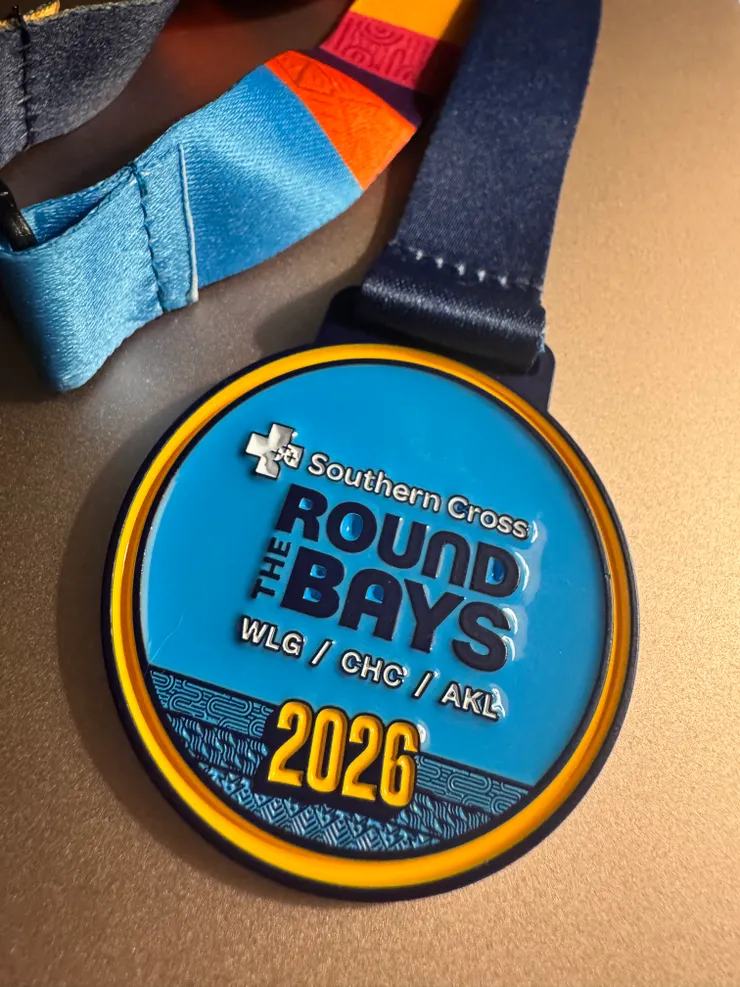 Southern Cross
ROUND
THE
BAYS
WLG / CHC / AKL
2026